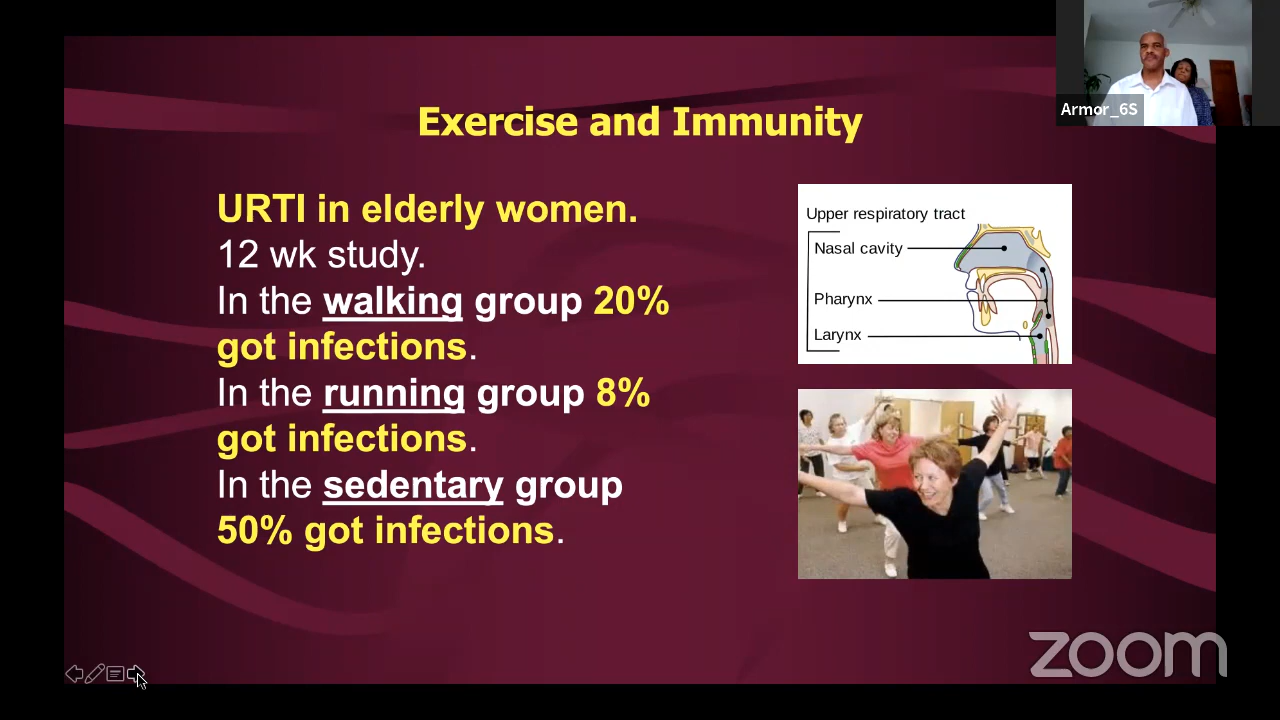 Armor_6S
Exercise and Immunity
URTI in elderly women.
12 wk study.
In the walking group 20%
got infections.
In the running group 8%
got infections.
In the sedentary group
50% got infections.
Upper respiratory tract
Nasal cavity
Pharynx
Larynx
zoom